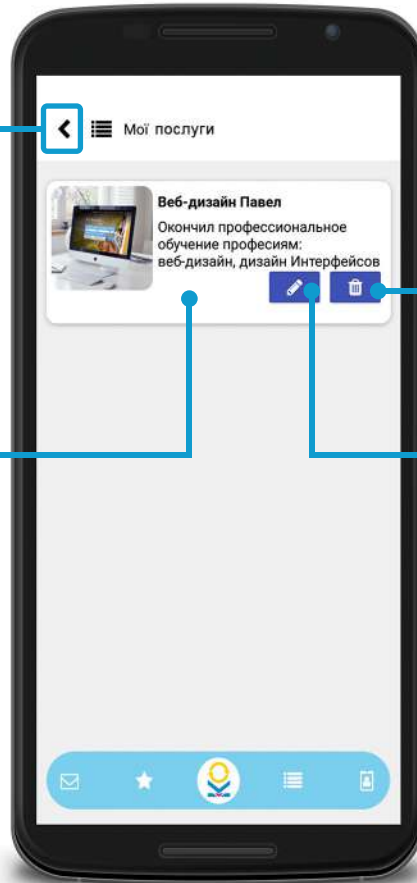 Мої послуги
Веб-дизайн Павел
Окончил профессиональное
обучение професиям:
веб-дизайн, дизайн Интерфейсов